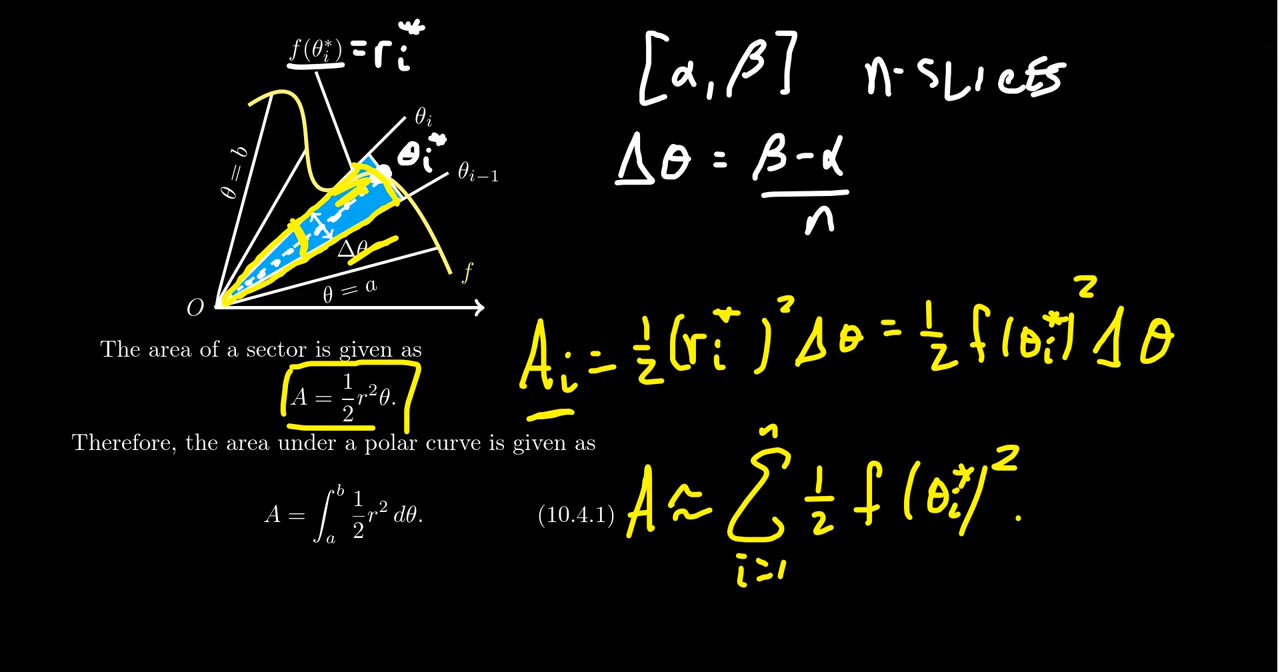 f(θᵢ*) = rᵢ*
[α, β] n-SLICES
θᵢ
θᵢ*
θᵢ₋₁
Δθ = (β-α)/n
θ = b
Δθ
f
θ = a
O
Aᵢ = ½(rᵢ*)² Δθ = ½ f(θᵢ*)² Δθ
The area of a sector is given as
A = ½r²θ.
Therefore, the area under a polar curve is given as
A = ∫ₐᵇ ½r² dθ. (10.4.1)
A ≈ ∑ᵢ₌₁ⁿ ½ f(θᵢ*)² .